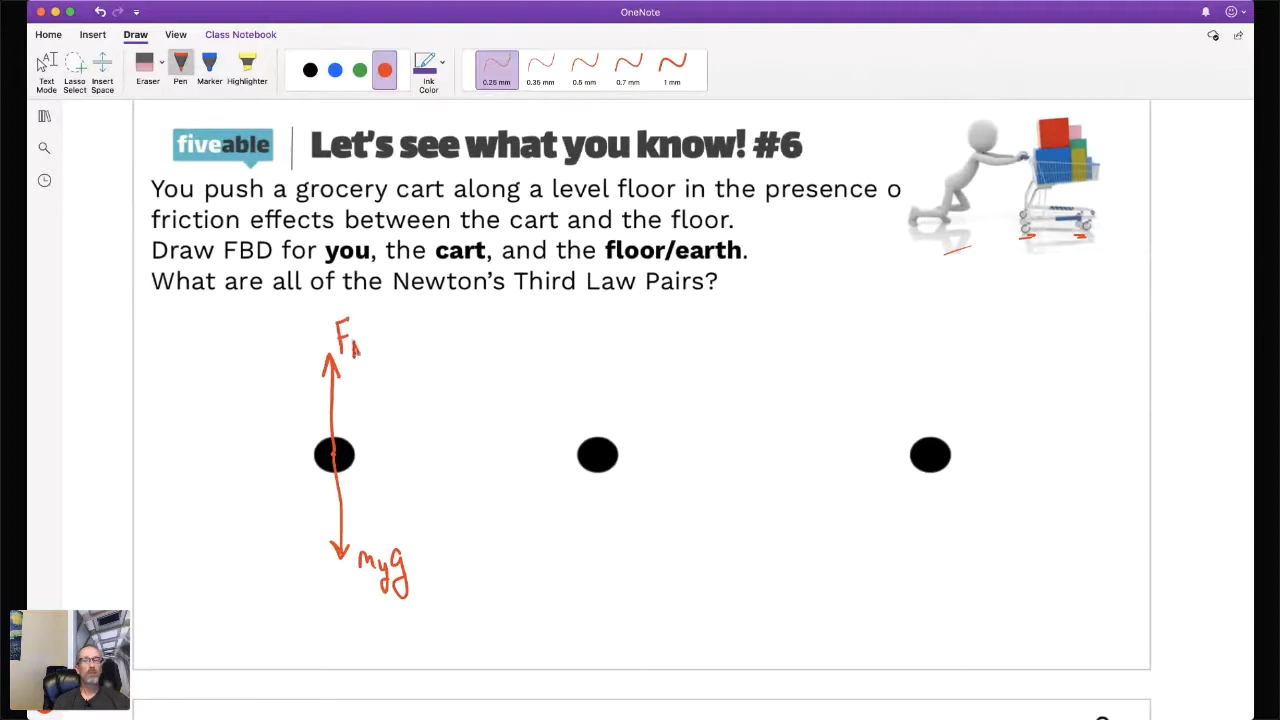 OneNote
Home Insert Draw View Class Notebook
Text Mode
Lasso Select
Insert Space
Eraser
Pen
Marker
Highlighter
Ink Color
0.25 mm
0.35 mm
0.5 mm
0.7 mm
1 mm
fiveable
Let's see what you know! #6
You push a grocery cart along a level floor in the presence o
friction effects between the cart and the floor.
Draw FBD for you, the cart, and the floor/earth.
What are all of the Newton's Third Law Pairs?
F
myg